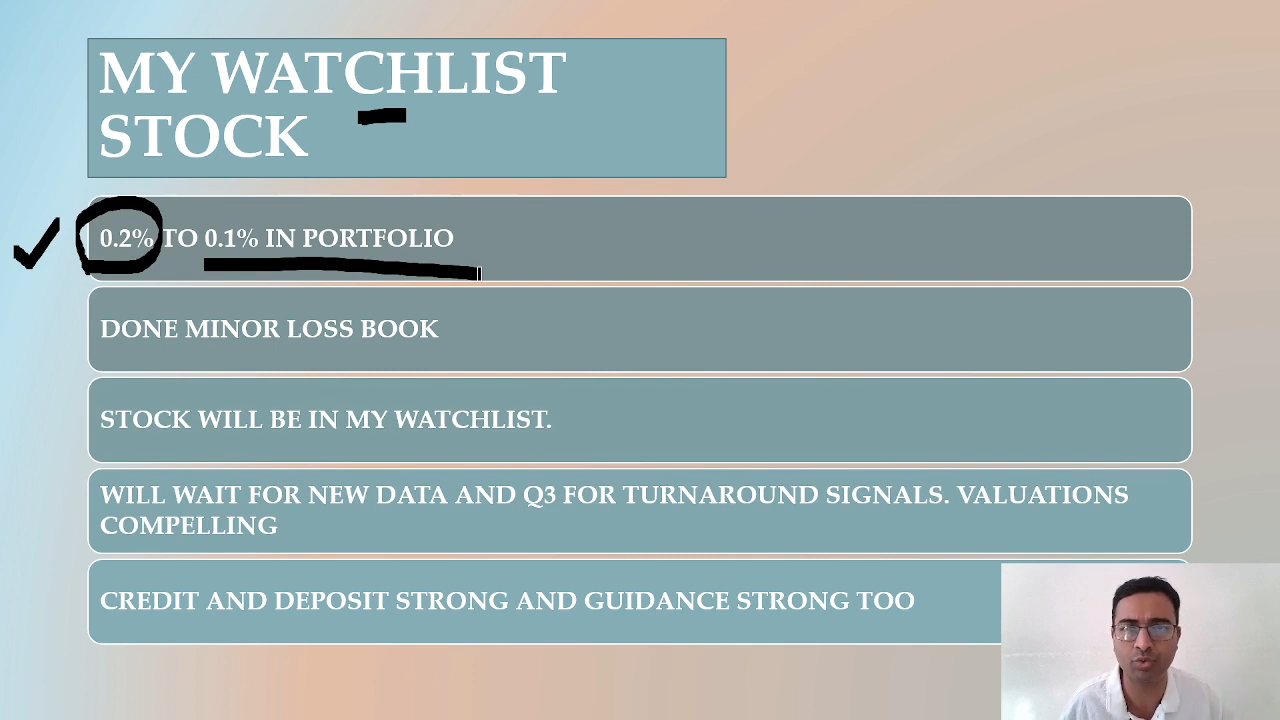 MY WATCHLIST
STOCK
0.2% TO 0.1% IN PORTFOLIO
DONE MINOR LOSS BOOK
STOCK WILL BE IN MY WATCHLIST.
WILL WAIT FOR NEW DATA AND Q3 FOR TURNAROUND SIGNALS. VALUATIONS
COMPELLING
CREDIT AND DEPOSIT STRONG AND GUIDANCE STRONG TOO